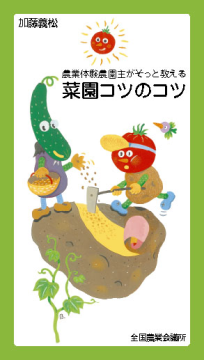 加藤義松
農業体験農園主がそっと教える
菜園コツのコツ
全国農業会議所